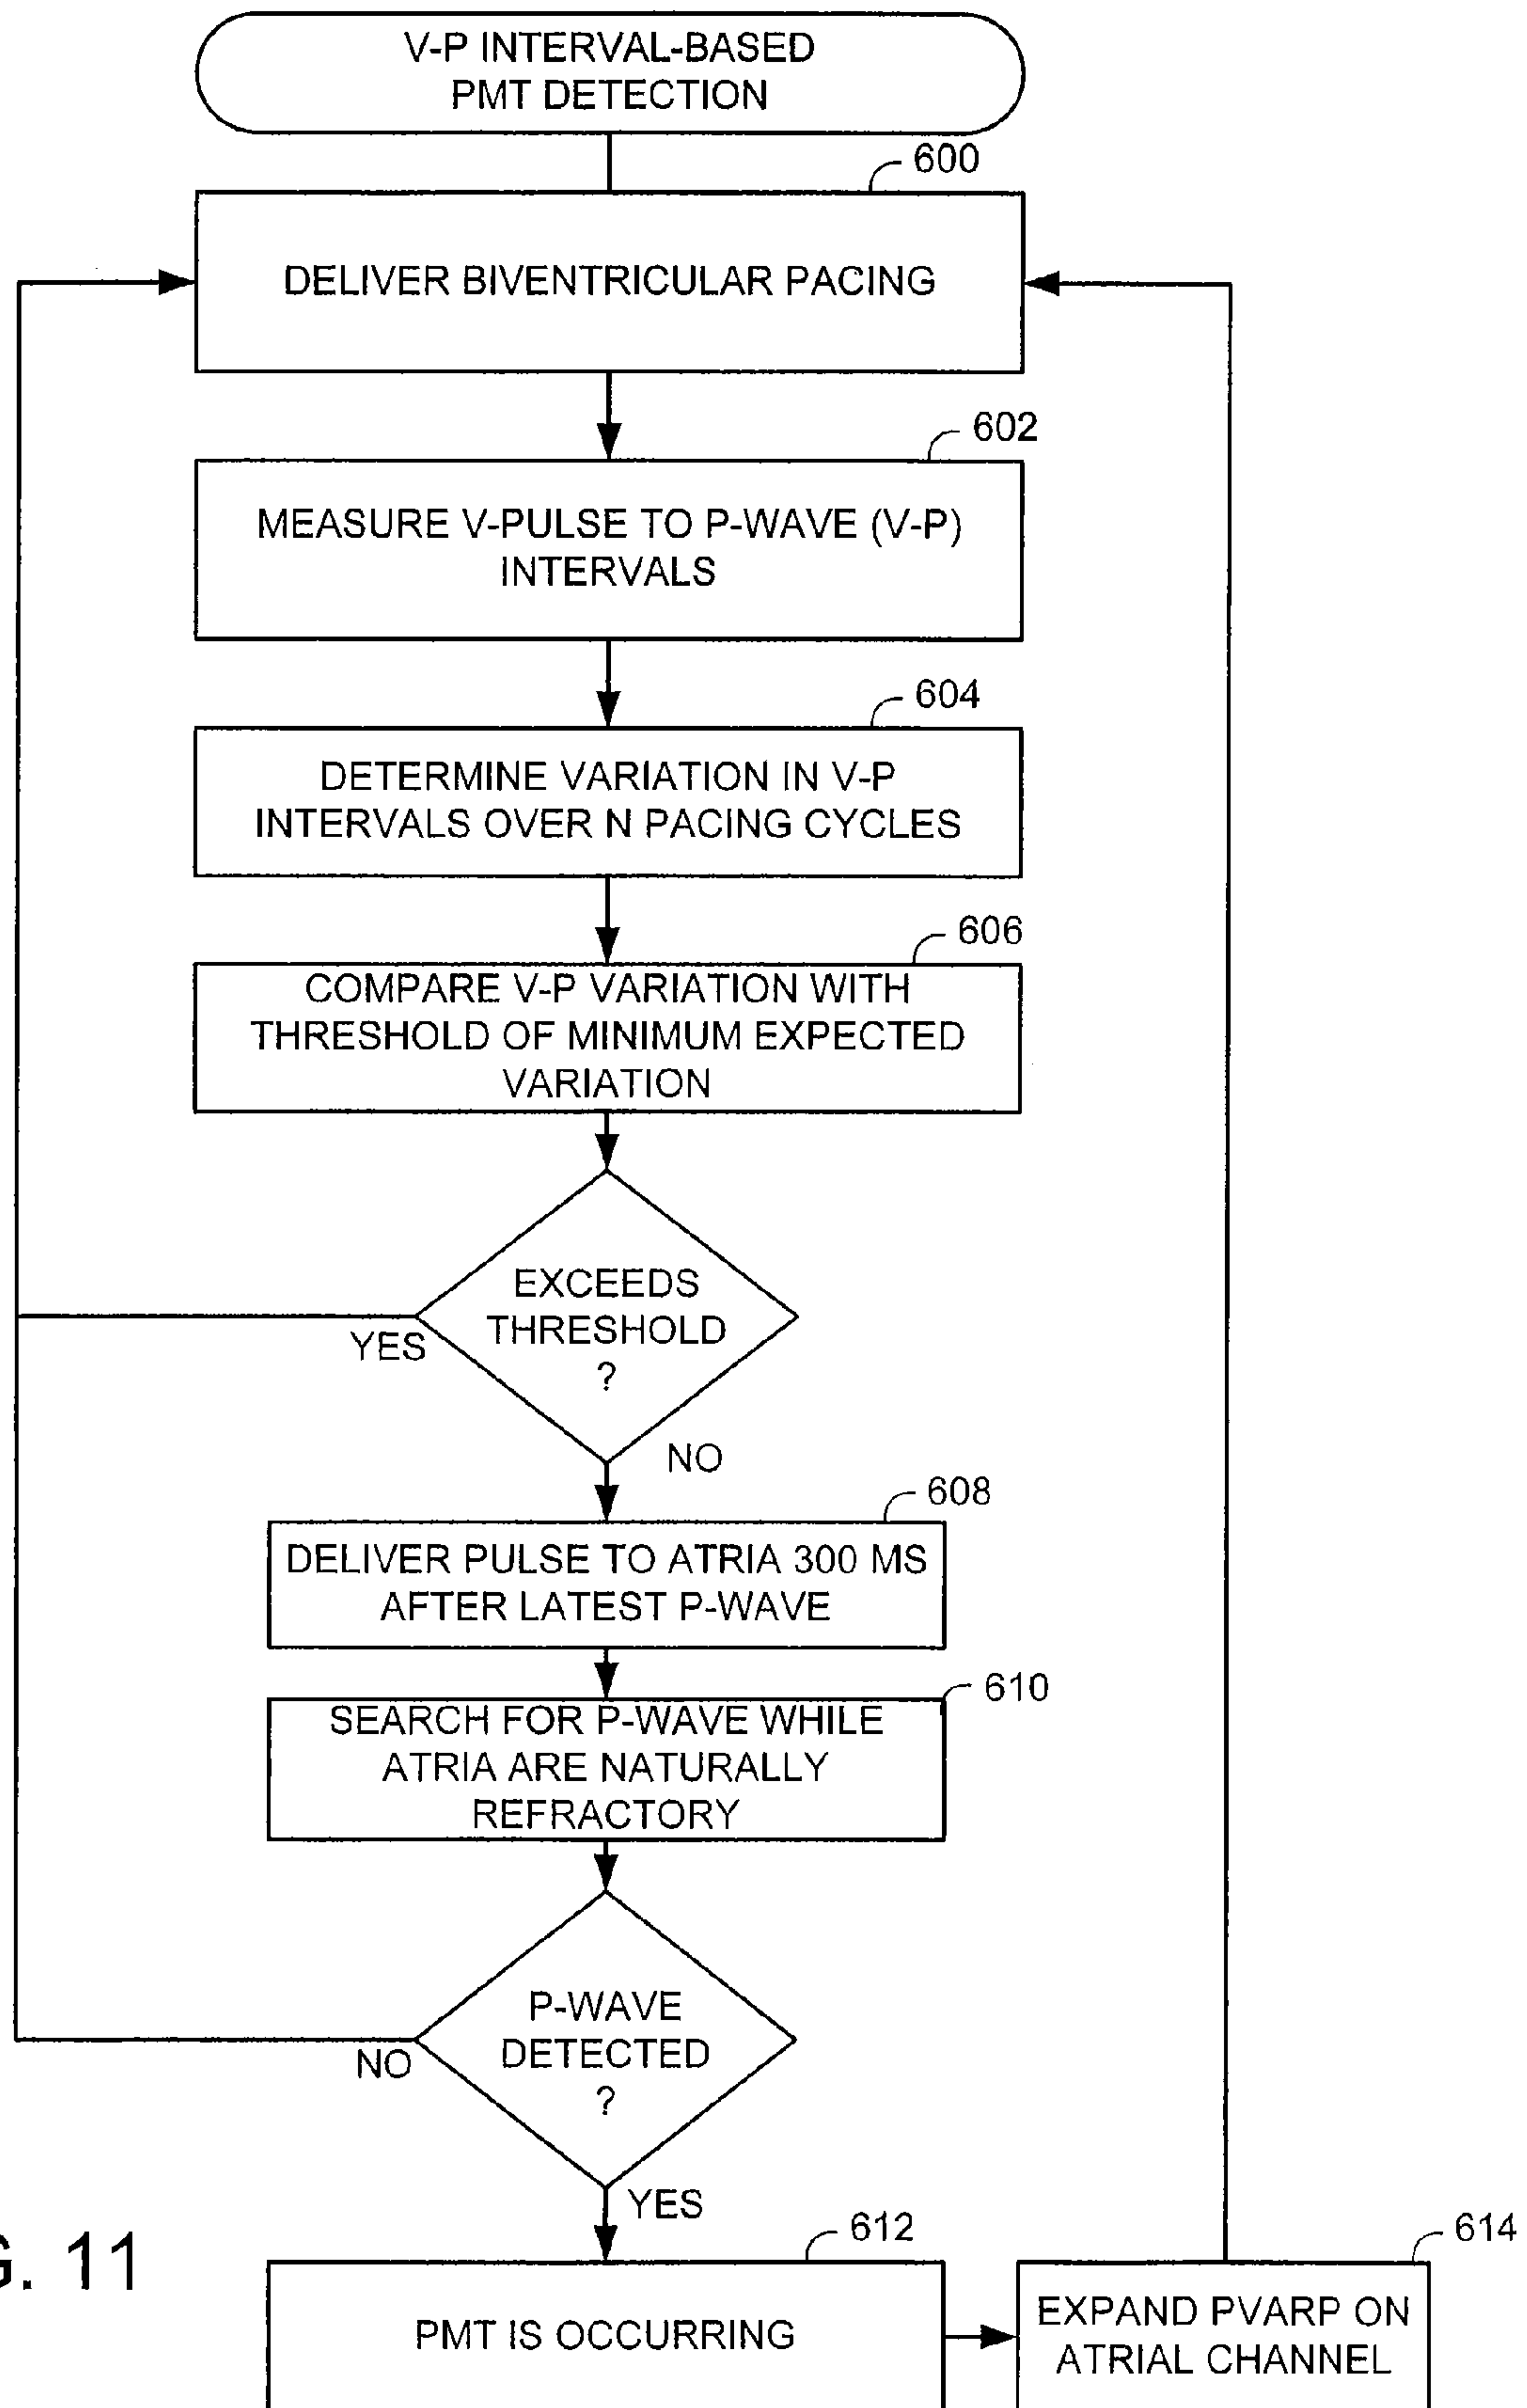 V-P INTERVAL-BASED
PMT DETECTION
600
DELIVER BIVENTRICULAR PACING
602
MEASURE V-PULSE TO P-WAVE (V-P)
INTERVALS
604
DETERMINE VARIATION IN V-P
INTERVALS OVER N PACING CYCLES
606
COMPARE V-P VARIATION WITH
THRESHOLD OF MINIMUM EXPECTED
VARIATION
EXCEEDS
THRESHOLD
?
YES
NO
608
DELIVER PULSE TO ATRIA 300 MS
AFTER LATEST P-WAVE
610
SEARCH FOR P-WAVE WHILE
ATRIA ARE NATURALLY
REFRACTORY
P-WAVE
DETECTED
?
NO
YES
612
PMT IS OCCURRING
614
EXPAND PVARP ON
ATRIAL CHANNEL
G. 11